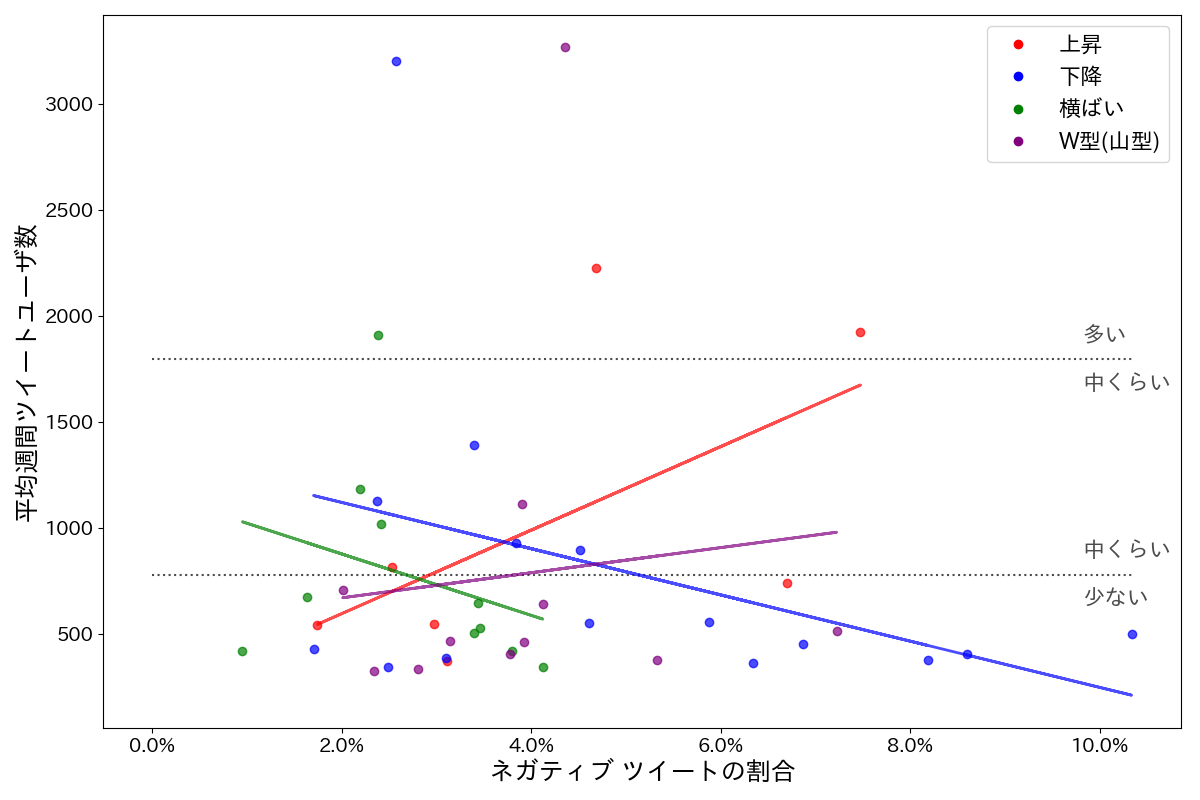 上昇
下降
横ばい
W型(山型)
3000
2500
2000
1500
1000
500
多い
中くらい
中くらい
少ない
平均週間ツイートユーザ数
0.0%
2.0%
4.0%
6.0%
8.0%
10.0%
ネガティブ ツイートの割合